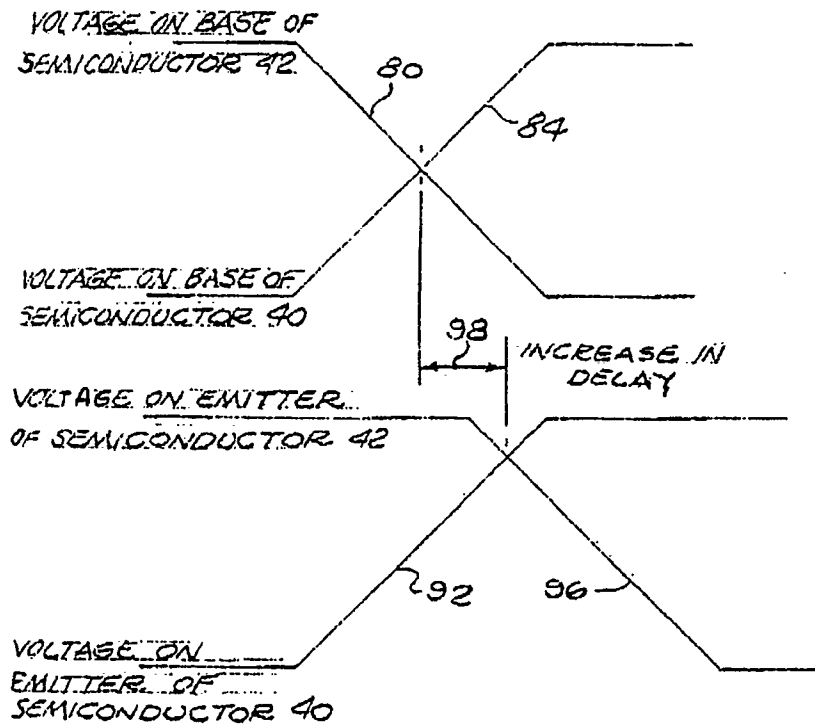 VOLTAGE ON BASE OF
SEMICONDUCTOR 42
80
84
VOLTAGE ON BASE OF
SEMICONDUCTOR 40
98
INCREASE IN
DELAY
VOLTAGE ON EMITTER
OF SEMICONDUCTOR 42
92
96
VOLTAGE ON
EMITTER OF
SEMICONDUCTOR 40